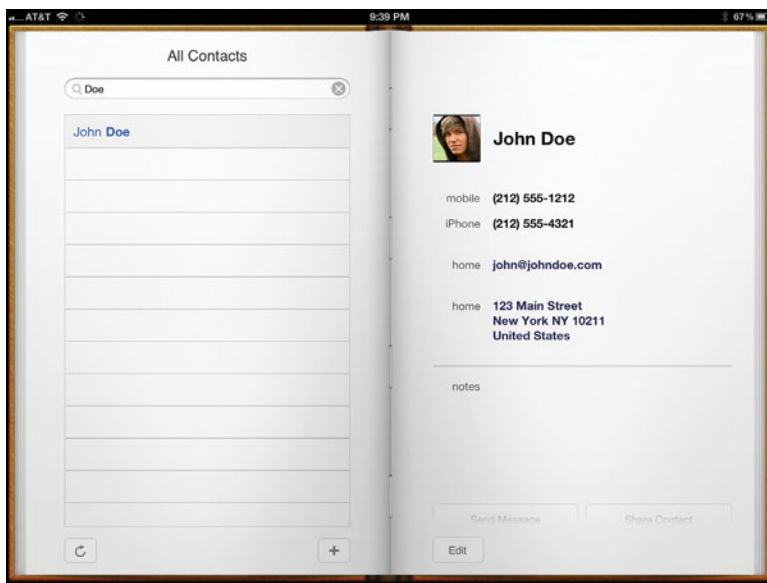 ... AT&T
9:39 PM
67%
All Contacts
Doe
John Doe
John Doe
mobile (212) 555-1212
iPhone (212) 555-4321
home john@johndoe.com
home 123 Main Street
New York NY 10211
United States
notes
Send Message
Share Contact
Edit